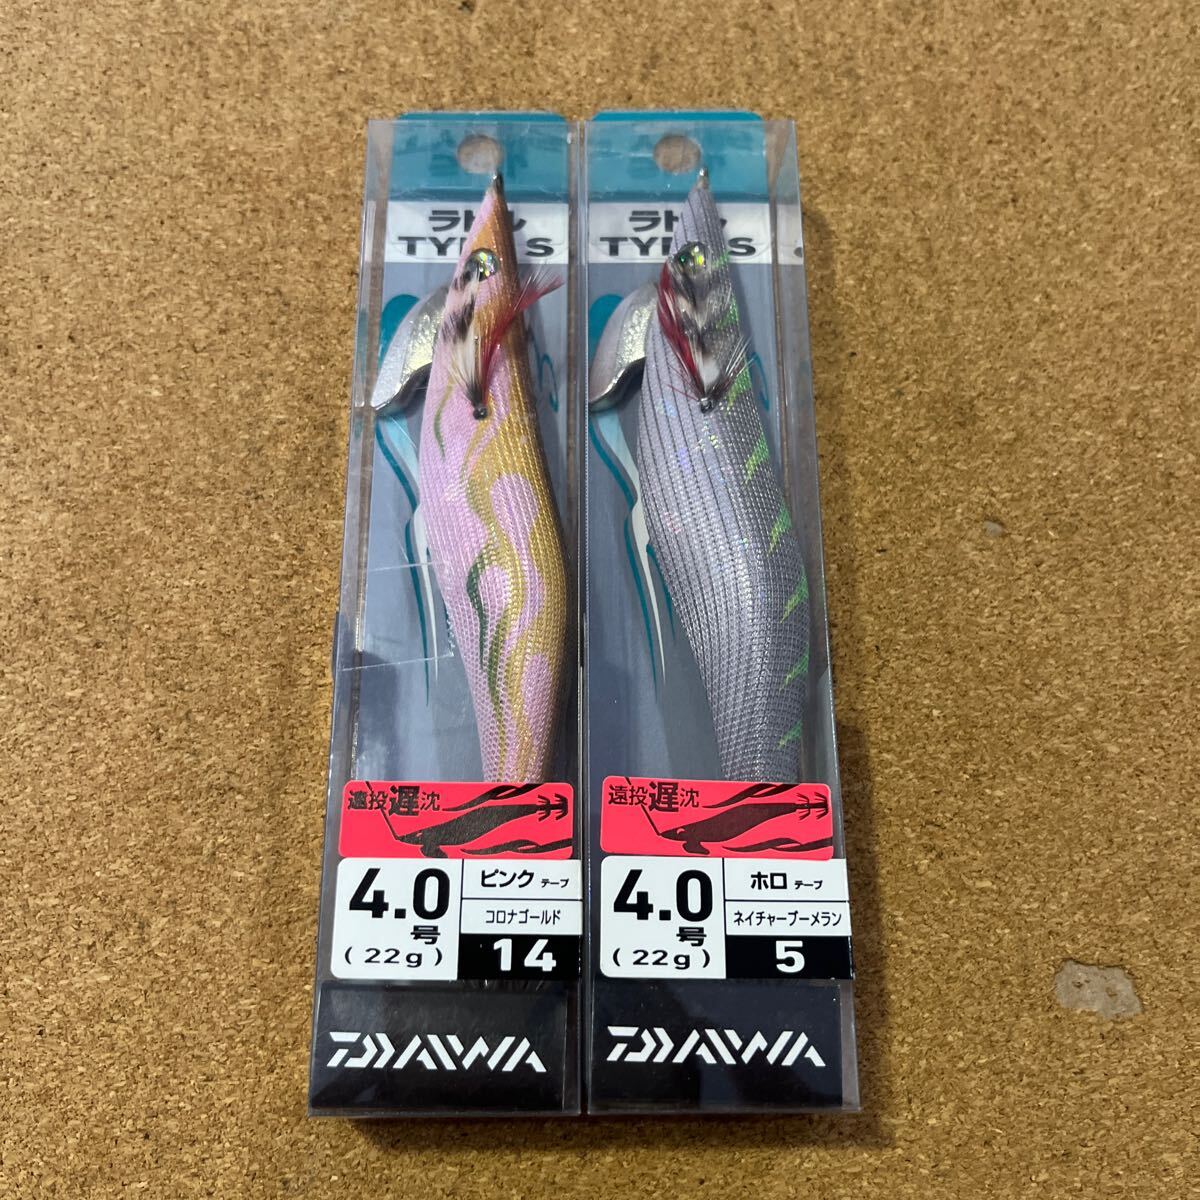 ラトル
TYPE S
遠投遅沈
4.0
号
(22g)
ピンク テープ
コロナゴールド
14
DAIWA
ラトル
TYPE S
遠投遅沈
4.0
号
(22g)
ホロ テープ
ネイチャーブーメラン
5
DAIWA